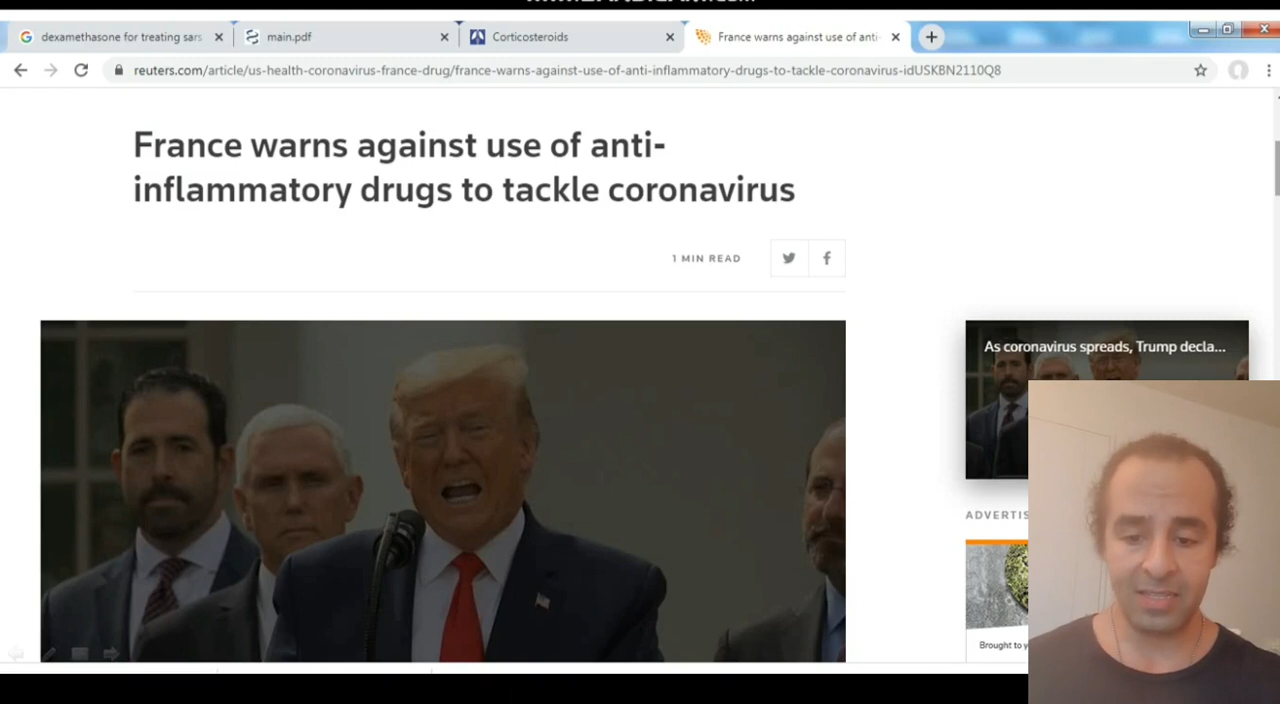 dexamethasone for treating sars
main.pdf
Corticosteroids
France warns against use of anti-
reuters.com/article/us-health-coronavirus-france-drug/france-warns-against-use-of-anti-inflammatory-drugs-to-tackle-coronavirus-idUSKBN2110Q8
France warns against use of anti-
inflammatory drugs to tackle coronavirus
1 MIN READ
As coronavirus spreads, Trump decla...
ADVERTIS
Brought to y